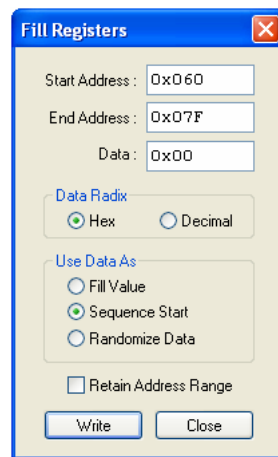 Fill Registers
Start Address : 0x060
End Address : 0x07F
Data : 0x00
Data Radix
Hex Decimal
Use Data As
Fill Value
Sequence Start
Randomize Data
Retain Address Range
Write Close